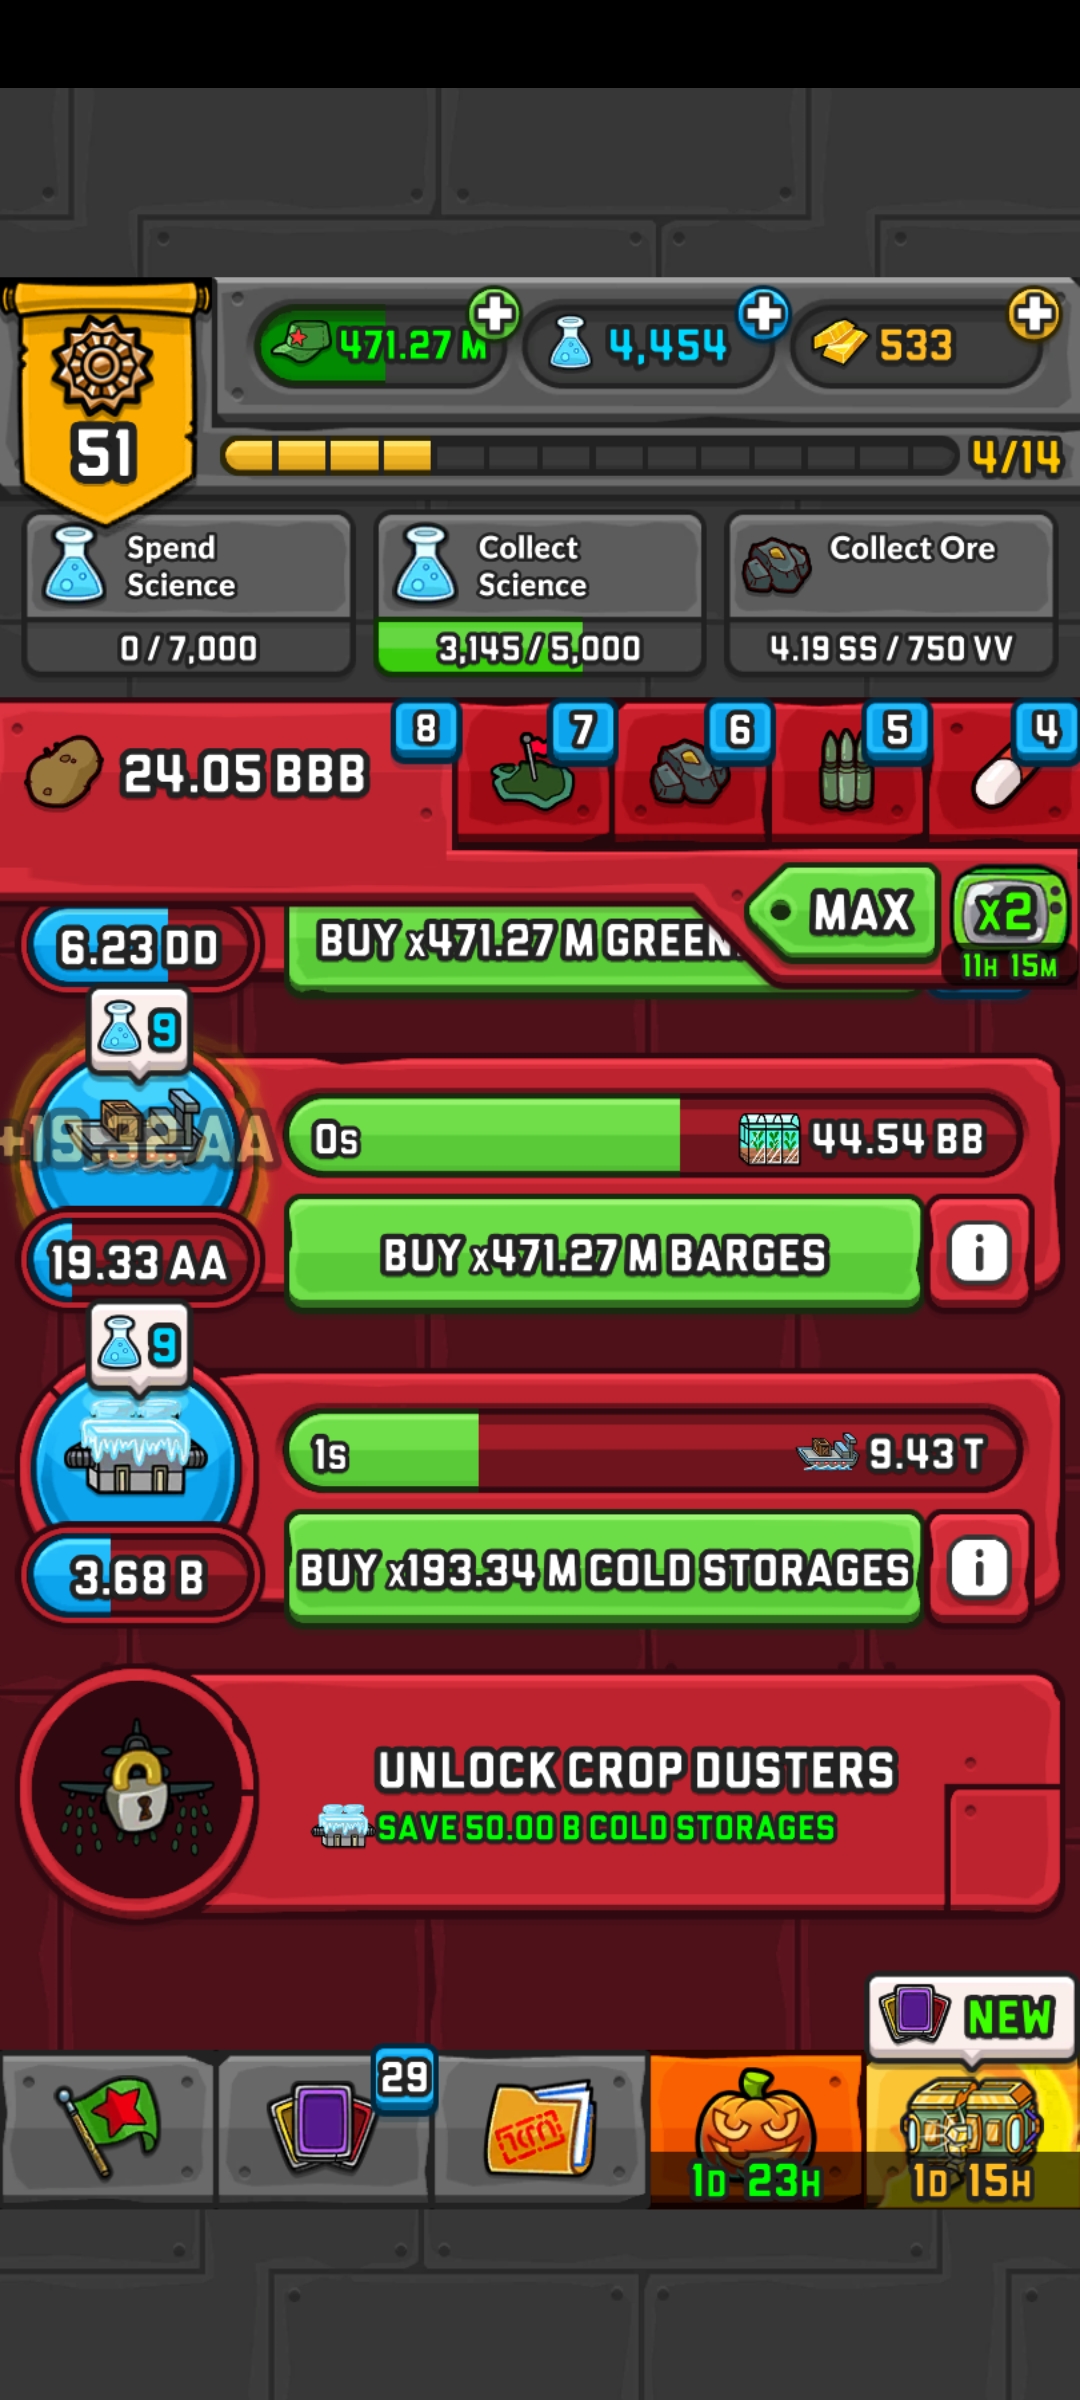 471.27 M
4,454
533
51
4/14
Spend
Science
0 / 7,000
Collect
Science
3,145 / 5,000
Collect Ore
4.19 SS / 750 VV
24.05 BBB
8
7
6
5
4
MAX
x2
11H 15M
6.23 DD
BUY x471.27 M GREEN
9
0s
44.54 BB
19.33 AA
BUY x471.27 M BARGES
i
9
1s
9.43 T
3.68 B
BUY x193.34 M COLD STORAGES
i
UNLOCK CROP DUSTERS
SAVE 50.00 B COLD STORAGES
NEW
29
1D 23H
1D 15H